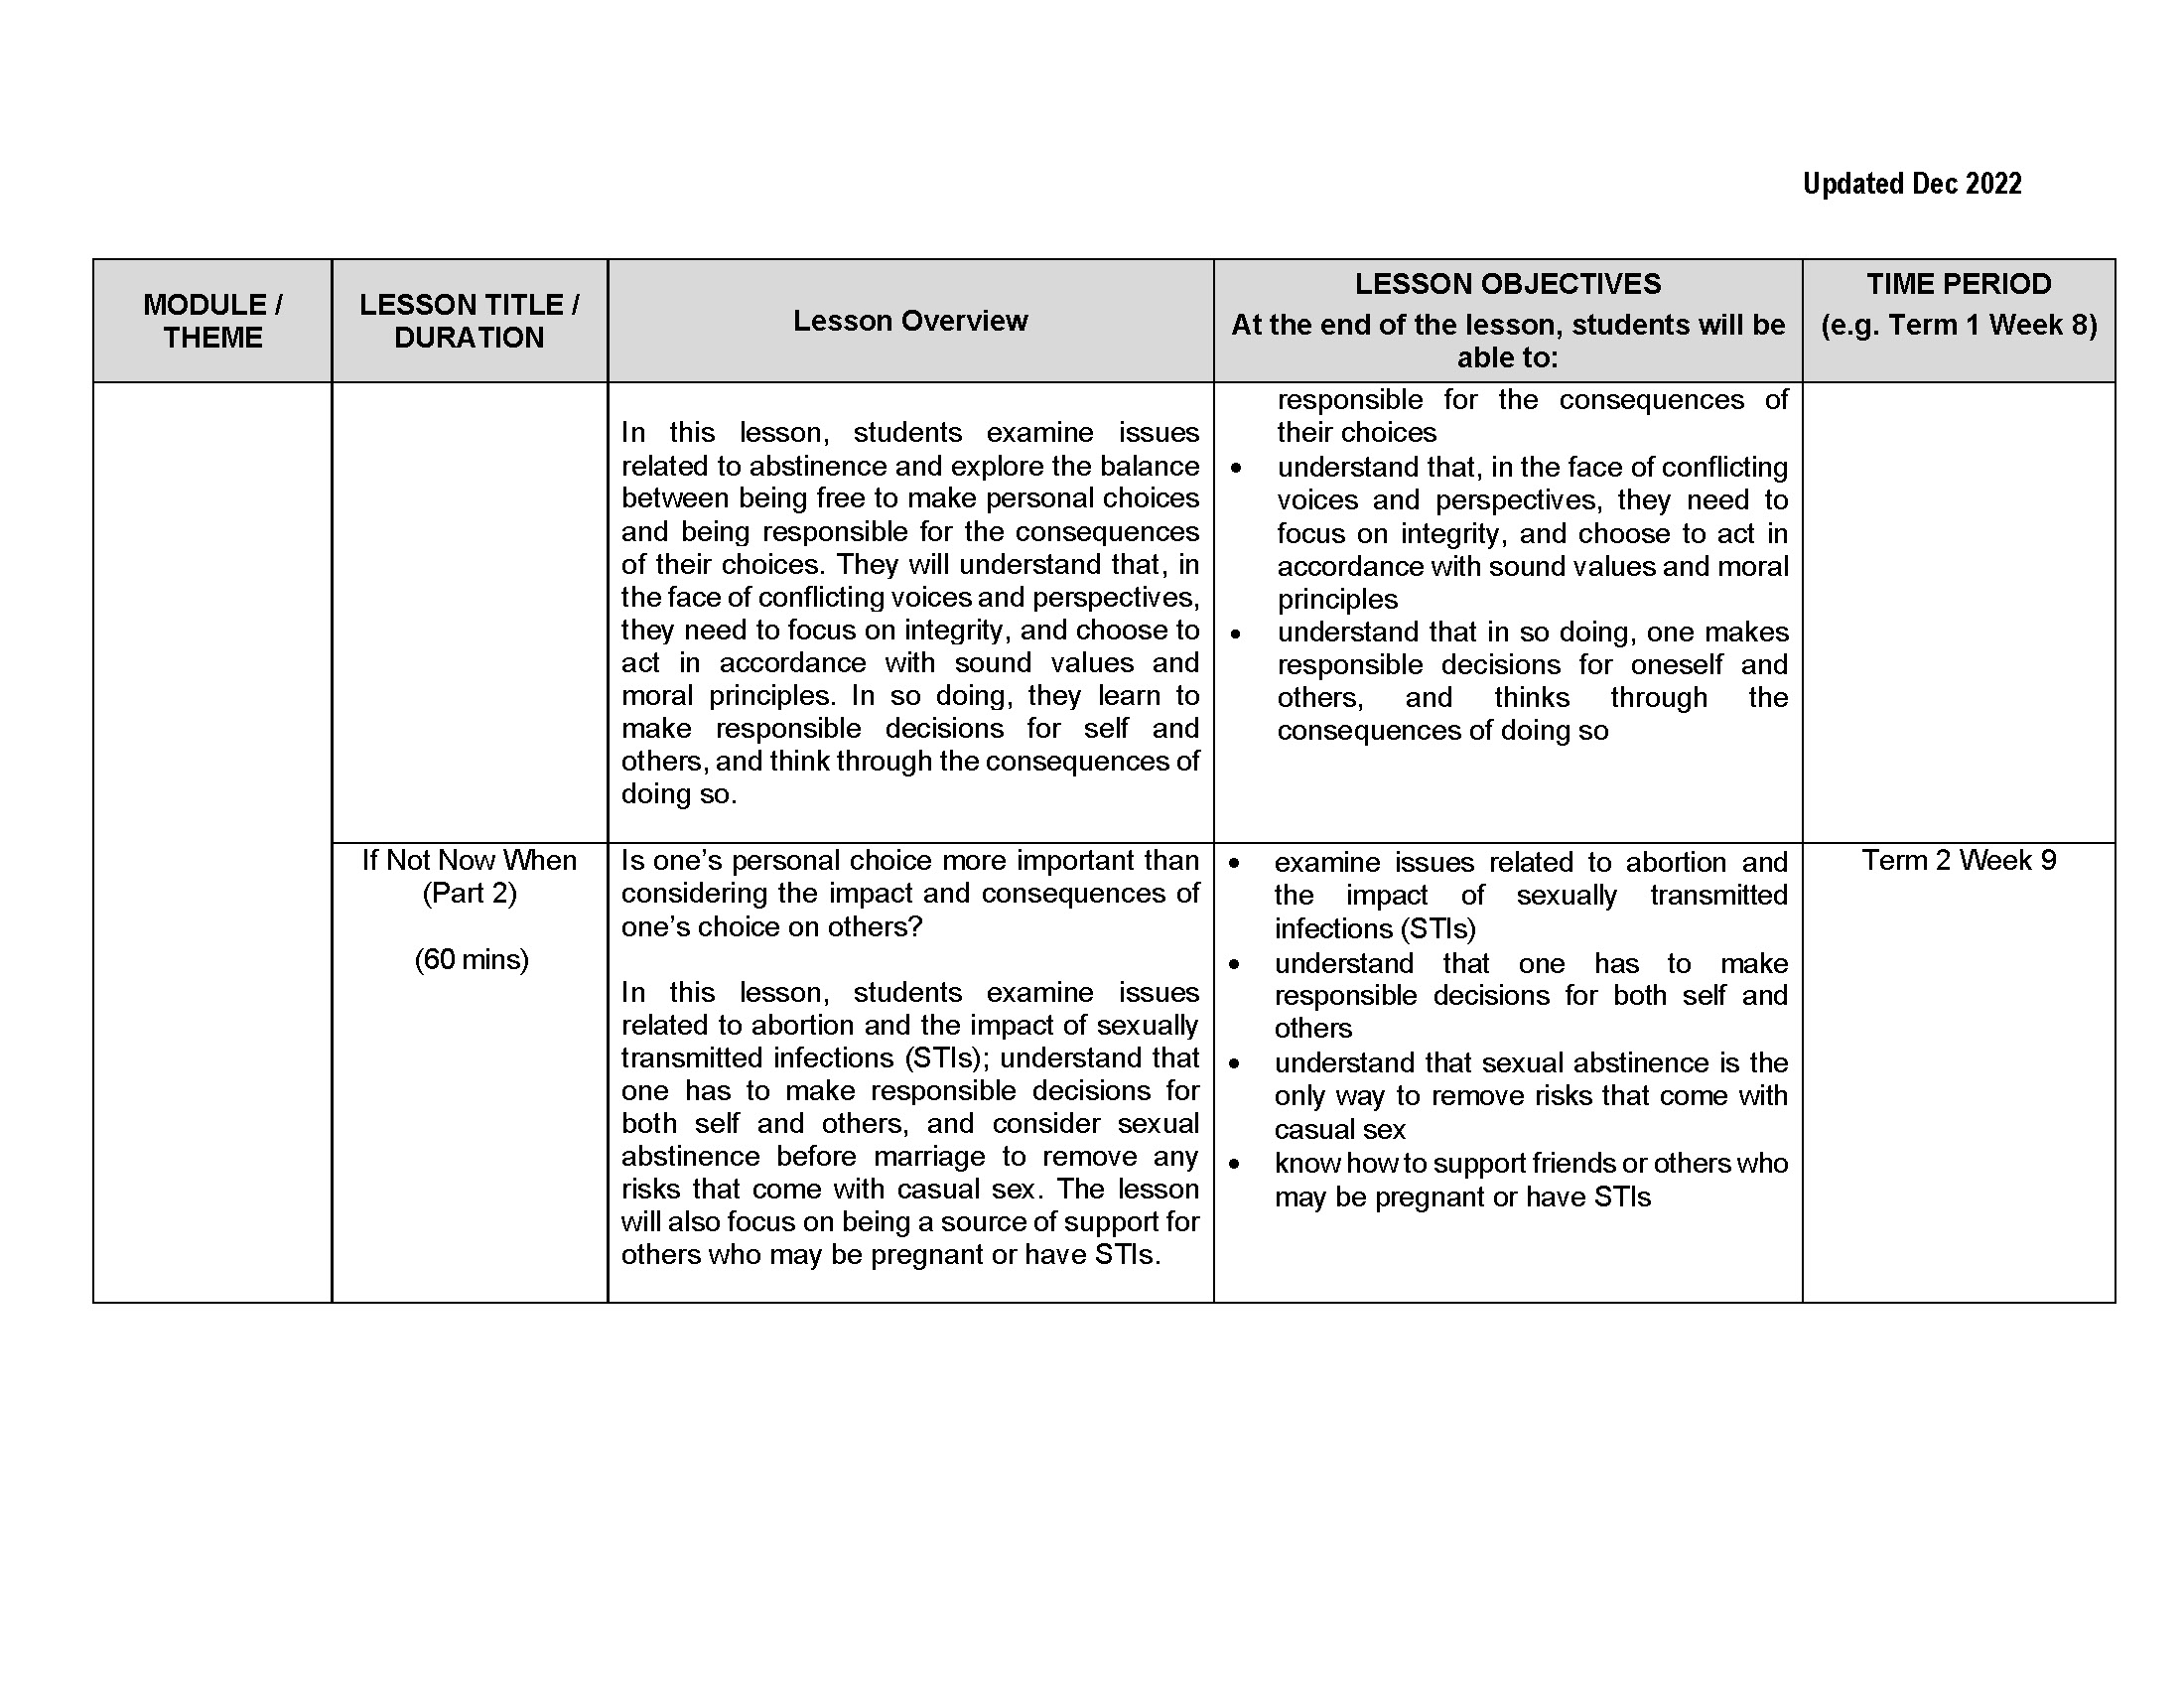 Updated Dec 2022
MODULE /
THEME
LESSON TITLE /
DURATION
Lesson Overview
LESSON OBJECTIVES
At the end of the lesson, students will be
able to:
TIME PERIOD
(e.g. Term 1 Week 8)
In this lesson, students examine issues
related to abstinence and explore the balance
between being free to make personal choices
and being responsible for the consequences
of their choices. They will understand that, in
the face of conflicting voices and perspectives,
they need to focus on integrity, and choose to
act in accordance with sound values and
moral principles. In so doing, they learn to
make responsible decisions for self and
others, and think through the consequences of
doing so.
responsible for the consequences of
their choices
• understand that, in the face of conflicting
voices and perspectives, they need to
focus on integrity, and choose to act in
accordance with sound values and moral
principles
• understand that in so doing, one makes
responsible decisions for oneself and
others, and thinks through the
consequences of doing so
If Not Now When
(Part 2)
(60 mins)
Is one’s personal choice more important than
considering the impact and consequences of
one’s choice on others?
In this lesson, students examine issues
related to abortion and the impact of sexually
transmitted infections (STIs); understand that
one has to make responsible decisions for
both self and others, and consider sexual
abstinence before marriage to remove any
risks that come with casual sex. The lesson
will also focus on being a source of support for
others who may be pregnant or have STIs.
• examine issues related to abortion and
the impact of sexually transmitted
infections (STIs)
• understand that one has to make
responsible decisions for both self and
others
• understand that sexual abstinence is the
only way to remove risks that come with
casual sex
• know how to support friends or others who
may be pregnant or have STIs
Term 2 Week 9